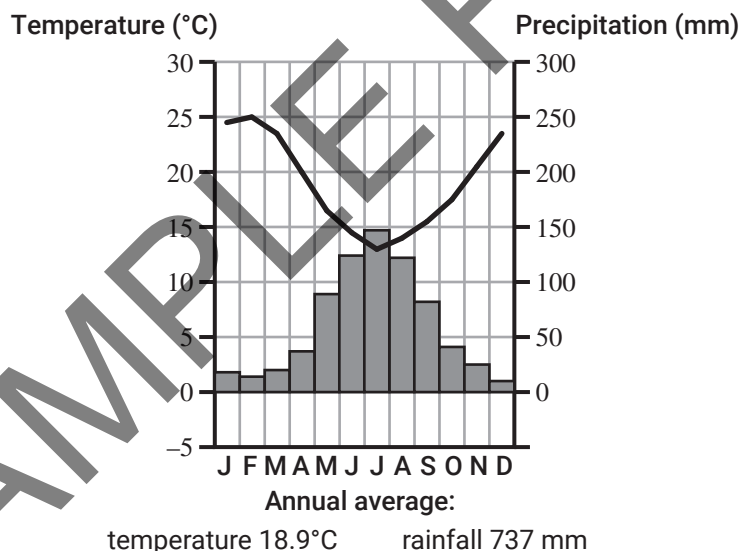 Temperature (°C) Precipitation (mm)
30 300
25 250
20 200
15 150
10 100
5 50
0 0
–5
J F M A M J J A S O N D
Annual average:
temperature 18.9°C rainfall 737 mm
AMPLE